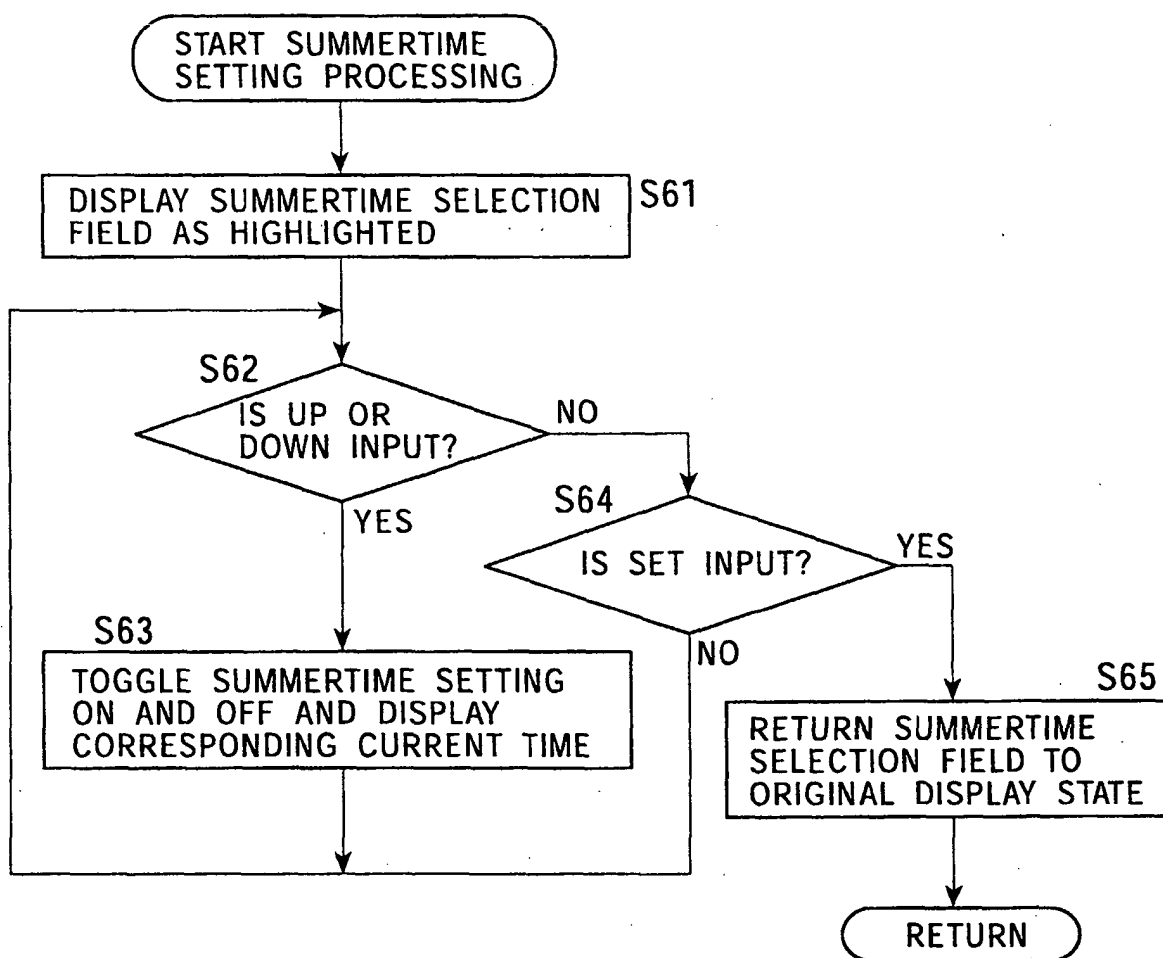 START SUMMERTIME
SETTING PROCESSING
DISPLAY SUMMERTIME SELECTION
FIELD AS HIGHLIGHTED
S61
S62
IS UP OR
DOWN INPUT?
NO
YES
S64
IS SET INPUT?
YES
NO
S63
TOGGLE SUMMERTIME SETTING
ON AND OFF AND DISPLAY
CORRESPONDING CURRENT TIME
S65
RETURN SUMMERTIME
SELECTION FIELD TO
ORIGINAL DISPLAY STATE
RETURN